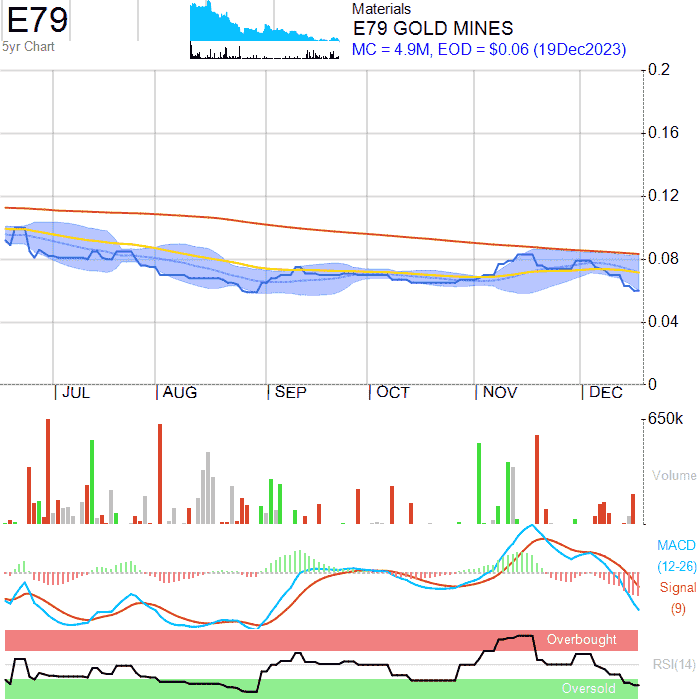 E79
5yr Chart
Materials
E79 GOLD MINES
MC = 4.9M, EOD = $0.06 (19Dec2023)
0.2
0.16
0.12
0.08
0.04
0
JUL AUG SEP OCT NOV DEC
650k
Volume
MACD
(12-26)
Signal
(9)
Overbought
RSI(14)
Oversold